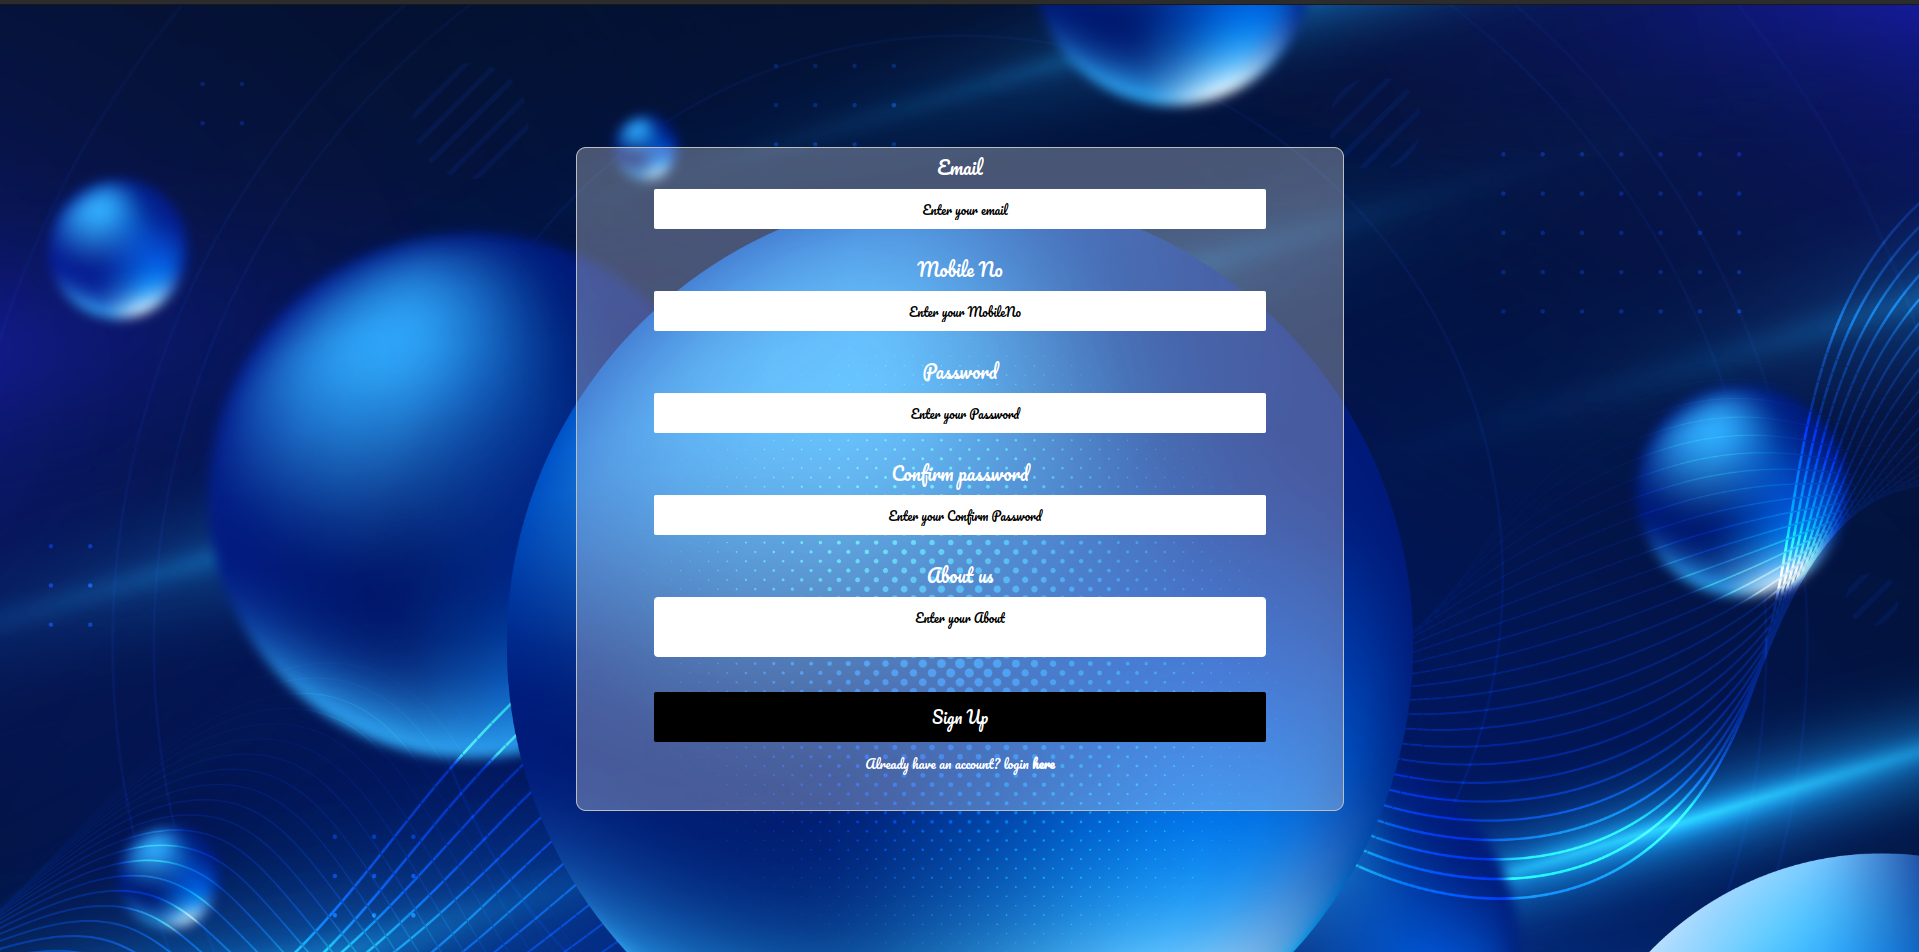 Email
Enter your email
Mobile No
Enter your MobileNo
Password
Enter your Password
Confirm password
Enter your Confirm Password
About us
Enter your About
Sign Up
Already have an account? login here